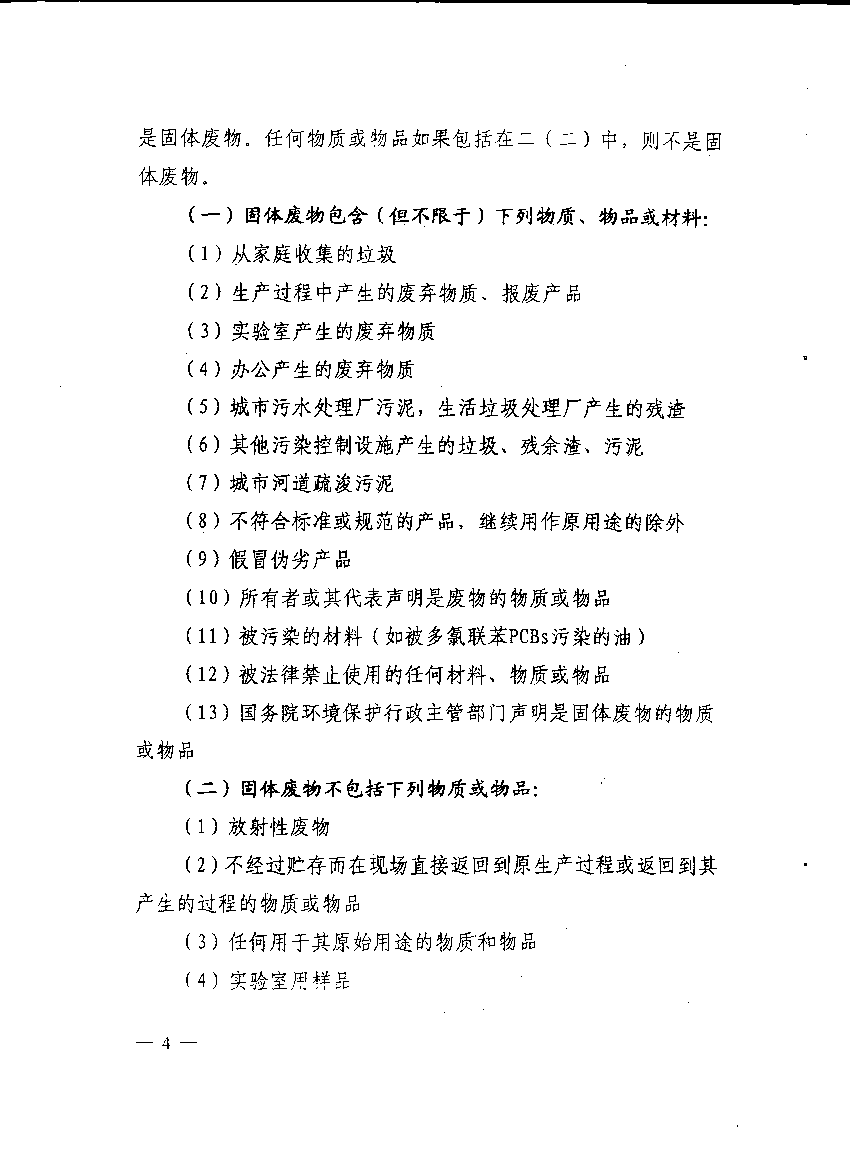 是固体废物。任何物质或物品如果包括在二（二）中，则不是固
体废物。
（一）固体废物包含（但不限于）下列物质、物品或材料：
（1）从家庭收集的垃圾
（2）生产过程中产生的废弃物质、报废产品
（3）实验室产生的废弃物质
（4）办公产生的废弃物质
（5）城市污水处理厂污泥，生活垃圾处理厂产生的残渣
（6）其他污染控制设施产生的垃圾、残余渣、污泥
（7）城市河道疏浚污泥
（8）不符合标准或规范的产品，继续用作原用途的除外
（9）假冒伪劣产品
（10）所有者或其代表声明是废物的物质或物品
（11）被污染的材料（如被多氯联苯PCBs污染的油）
（12）被法律禁止使用的任何材料、物质或物品
（13）国务院环境保护行政主管部门声明是固体废物的物质
或物品
（二）固体废物不包括下列物质或物品：
（1）放射性废物
（2）不经过贮存而在现场直接返回到原生产过程或返回到其
产生的过程的物质或物品
（3）任何用于其原始用途的物质和物品
（4）实验室用样品
— 4 —